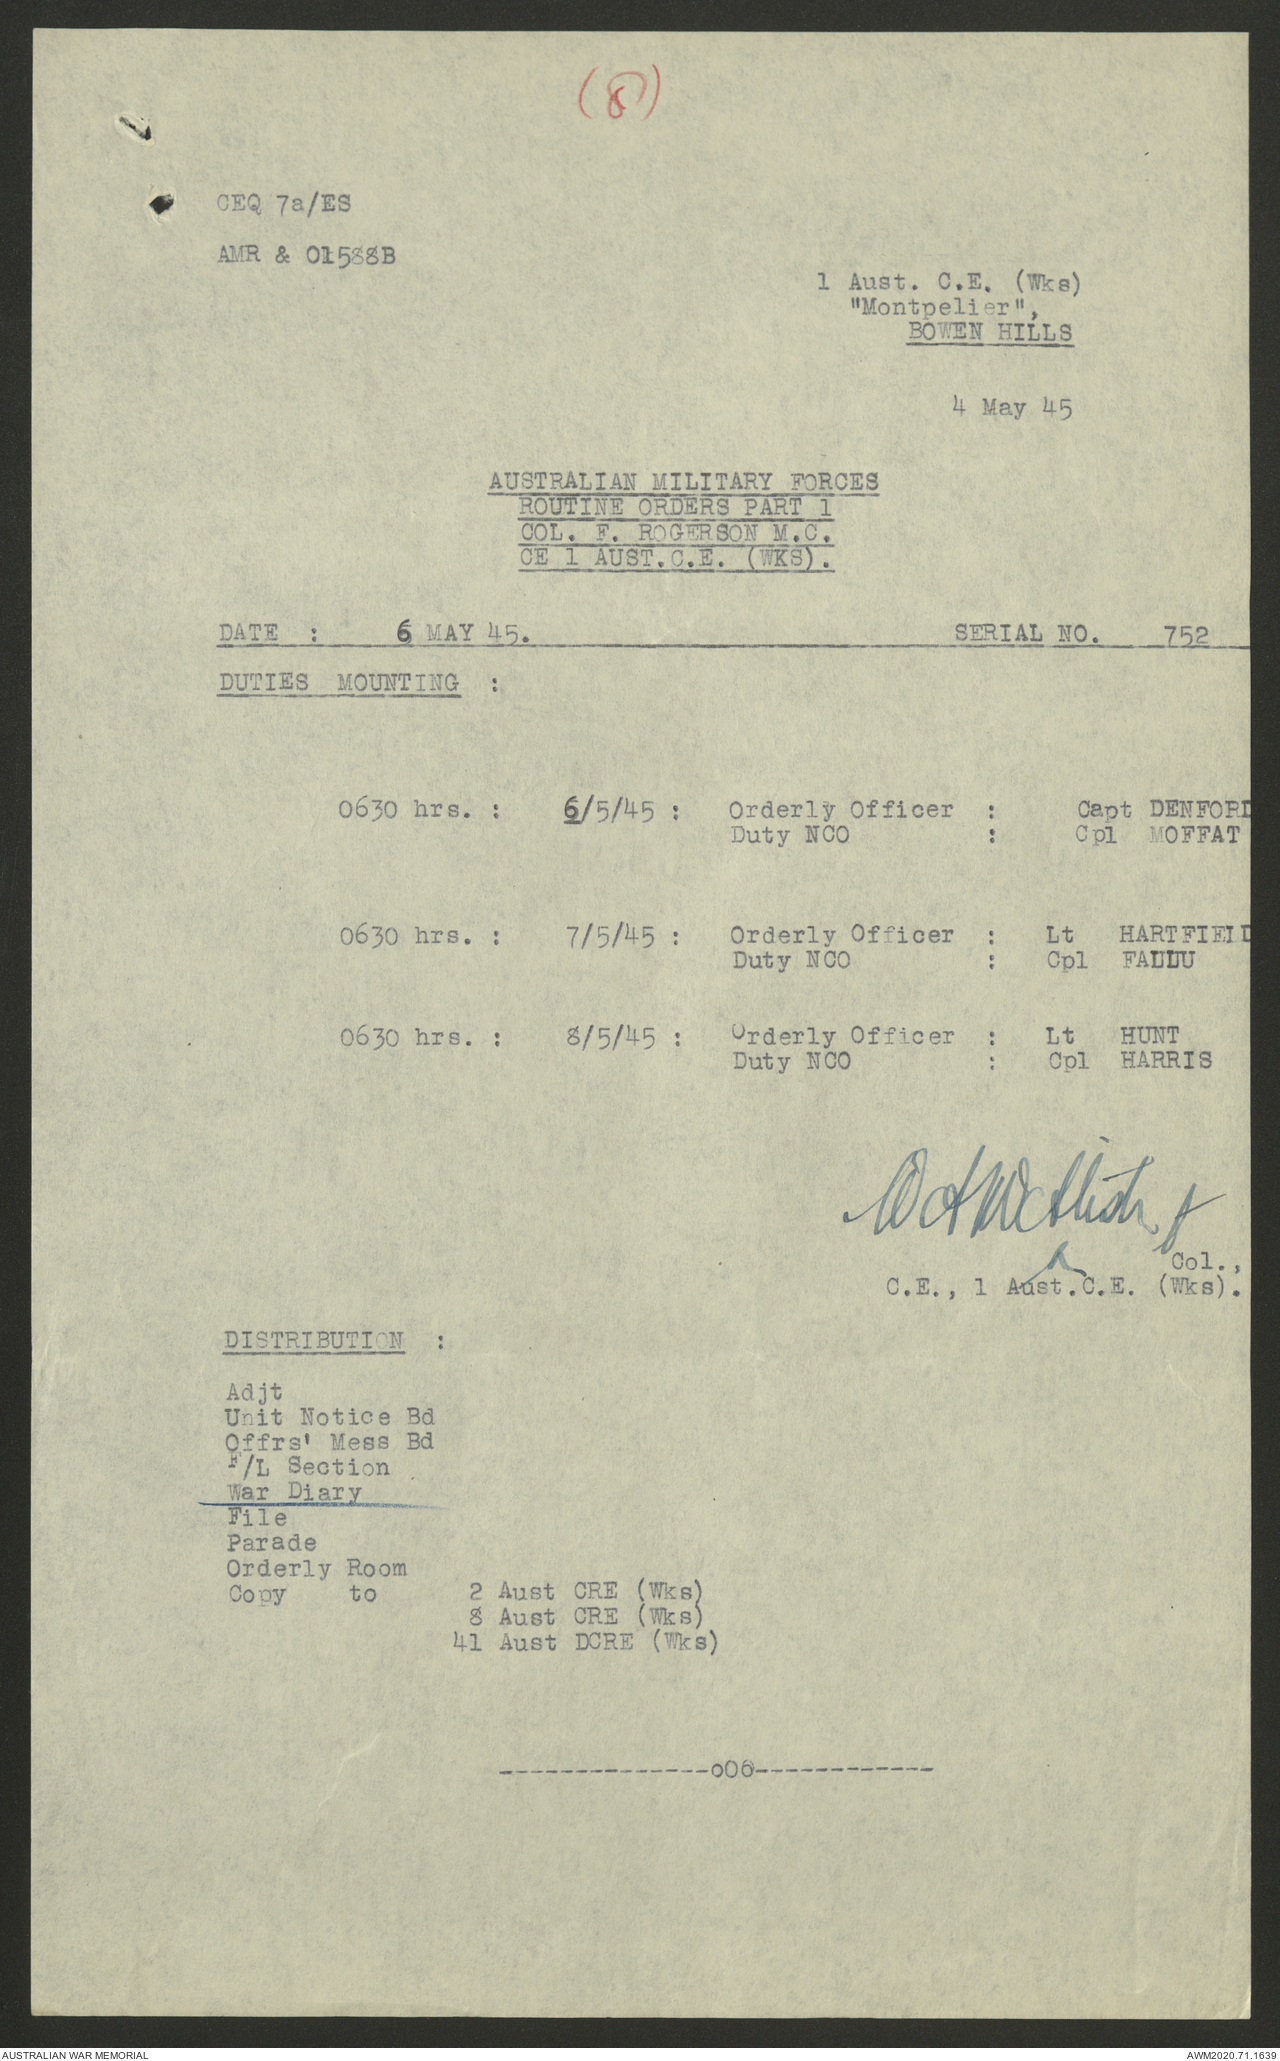 (8)
CEQ 7a/ES
AMR & 01588B
1 Aust. C.E. (Wks)
"Montpelier",
BOWEN HILLS
4 May 45
AUSTRALIAN MILITARY FORCES
ROUTINE ORDERS PART 1
COL. F. ROGERSON M.C.
CE 1 AUST.C.E. (WKS).
DATE : 6 MAY 45. SERIAL NO. 752
DUTIES MOUNTING :
0630 hrs. : 6/5/45 : Orderly Officer : Capt DENFORD
Duty NCO : Cpl MOFFAT
0630 hrs. : 7/5/45 : Orderly Officer : Lt HARTFIELD
Duty NCO : Cpl FALLU
0630 hrs. : 8/5/45 : Orderly Officer : Lt HUNT
Duty NCO : Cpl HARRIS
Col.,
C.E., 1 Aust.C.E. (Wks).
DISTRIBUTION :
Adjt
Unit Notice Bd
Offrs' Mess Bd
F/L Section
War Diary
File
Parade
Orderly Room
Copy to 2 Aust CRE (Wks)
8 Aust CRE (Wks)
41 Aust DCRE (Wks)
--------------oOo------------
AUSTRALIAN WAR MEMORIAL
AWM2020.71.1639